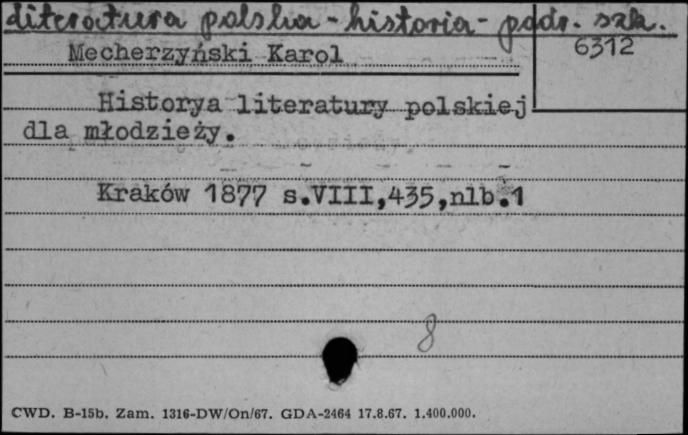 literatura polska - historia - podr. szk.
6312
Mecherzyński Karol
Historya literatury polskiej
dla młodzieży.
Kraków 1877 s.VIII,435,nlb.1
8
CWD. B-15b. Zam. 1316-DW/On/67. GDA-2464 17.8.67. 1.400.000.